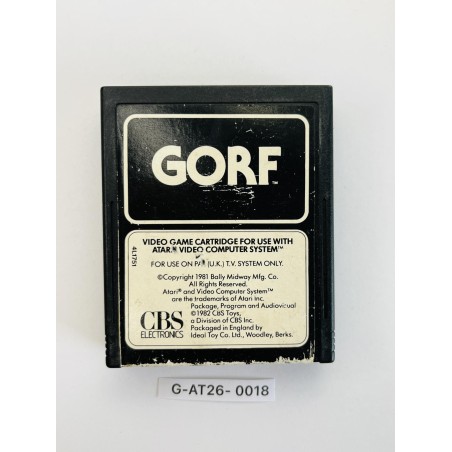 GORF™
VIDEO GAME CARTRIDGE FOR USE WITH
ATARI VIDEO COMPUTER SYSTEM™
FOR USE ON PAL (U.K.) T.V. SYSTEM ONLY.
©Copyright 1981 Bally Midway Mfg. Co.
All Rights Reserved.
Atari® and Video Computer System™
are the trademarks of Atari Inc.
Package, Program and Audiovisual
©1982 CBS Toys,
a Division of CBS Inc.
Packaged in England by
Ideal Toy Co. Ltd., Woodley, Berks.
CBS
ELECTRONICS
4L1751
G-AT26-0018